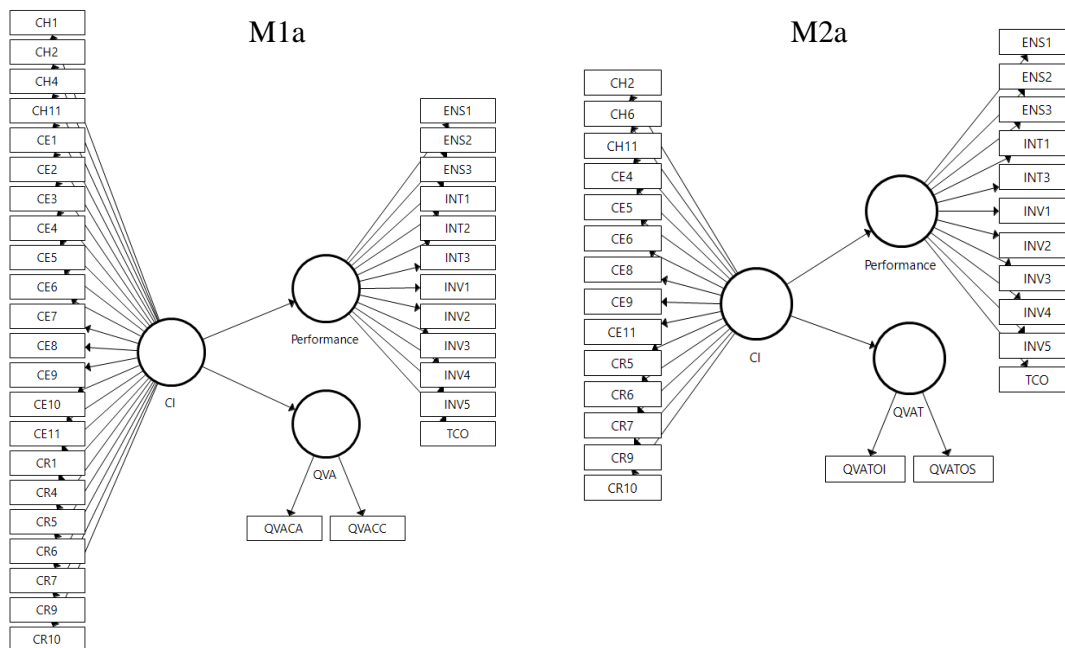 M1a
CH1
CH2
CH4
CH11
CE1
CE2
CE3
CE4
CE5
CE6
CE7
CE8
CE9
CE10
CE11
CR1
CR4
CR5
CR6
CR7
CR9
CR10
CI
Performance
QVA
QVACA
QVACC
ENS1
ENS2
ENS3
INT1
INT2
INT3
INV1
INV2
INV3
INV4
INV5
TCO
M2a
CH2
CH6
CH11
CE4
CE5
CE6
CE8
CE9
CE11
CR5
CR6
CR7
CR9
CR10
CI
Performance
QVAT
QVATOI
QVATOS
ENS1
ENS2
ENS3
INT1
INT3
INV1
INV2
INV3
INV4
INV5
TCO